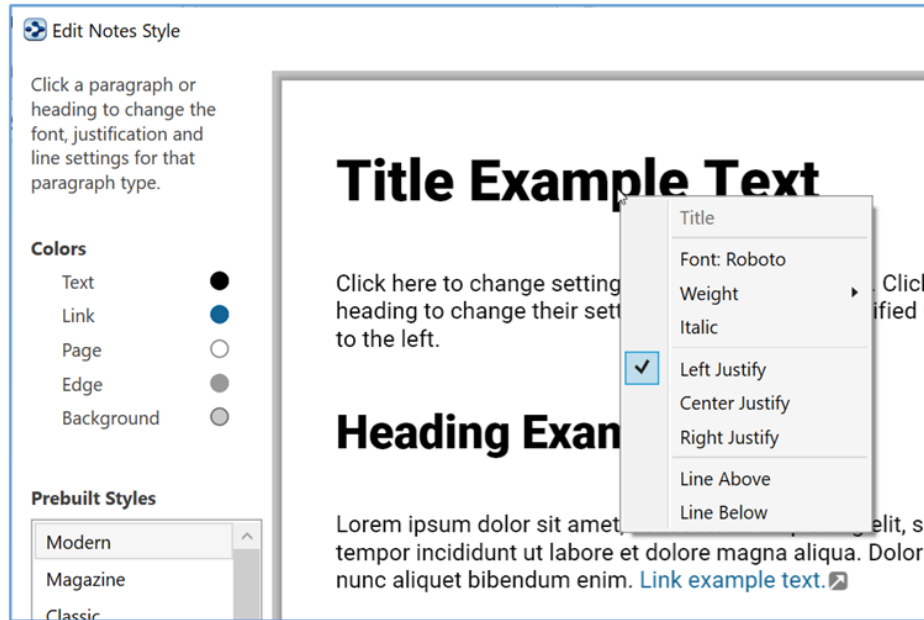 Edit Notes Style
Click a paragraph or
heading to change the
font, justification and
line settings for that
paragraph type.
Colors
Text
Link
Page
Edge
Background
Prebuilt Styles
Modern
Magazine
Classic
Title Example Text
Click here to change setting
. Clicl
heading to change their sett
ified
to the left.
Heading Exam
Lorem ipsum dolor sit amet,
elit, s
tempor incididunt ut labore et dolore magna aliqua. Dolor
nunc aliquet bibendum enim. Link example text.
Title
Font: Roboto
Weight
Italic
Left Justify
Center Justify
Right Justify
Line Above
Line Below